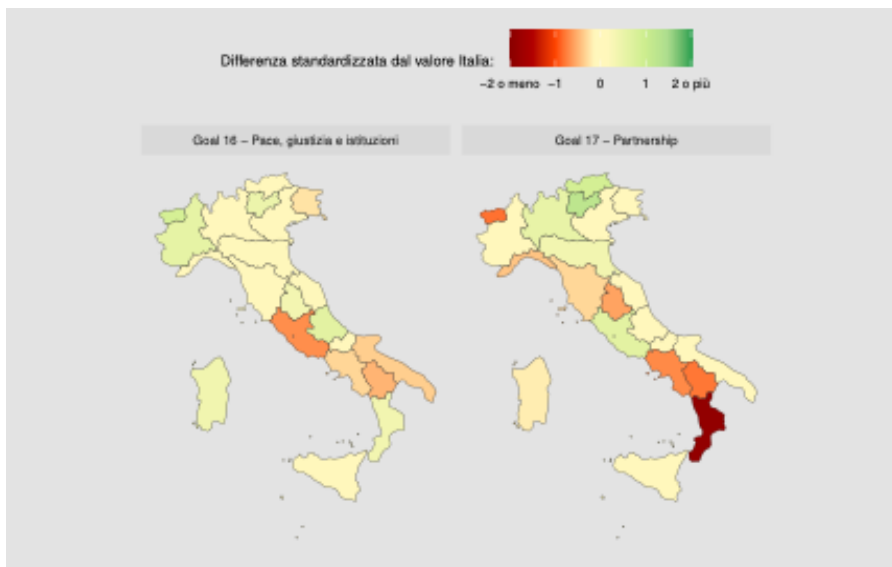 Differenza standardizzata dal valore Italia:
−2 o meno −1 0 1 2 o più
Goal 16 − Pace, giustizia e istituzioni
Goal 17 − Partnership